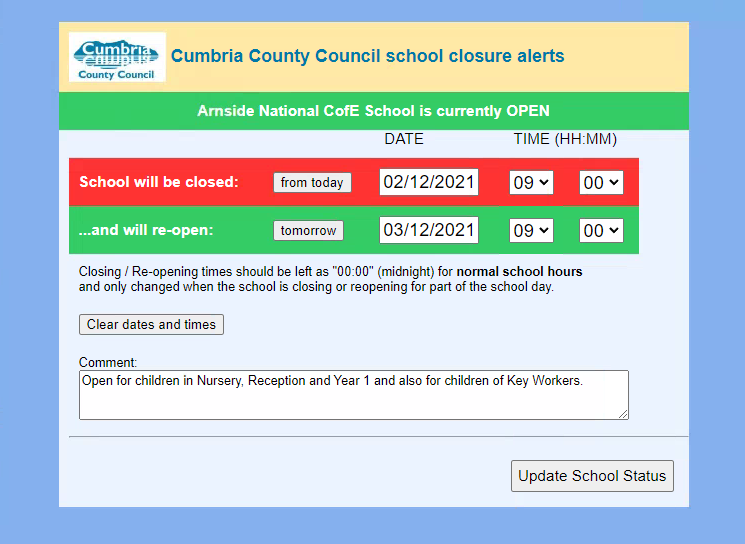 Cumbria
County Council
Cumbria County Council school closure alerts
Arnside National CofE School is currently OPEN
DATE TIME (HH:MM)
School will be closed: from today 02/12/2021 09 00
...and will re-open: tomorrow 03/12/2021 09 00
Closing / Re-opening times should be left as "00:00" (midnight) for normal school hours
and only changed when the school is closing or reopening for part of the school day.
Clear dates and times
Comment:
Open for children in Nursery, Reception and Year 1 and also for children of Key Workers.
Update School Status